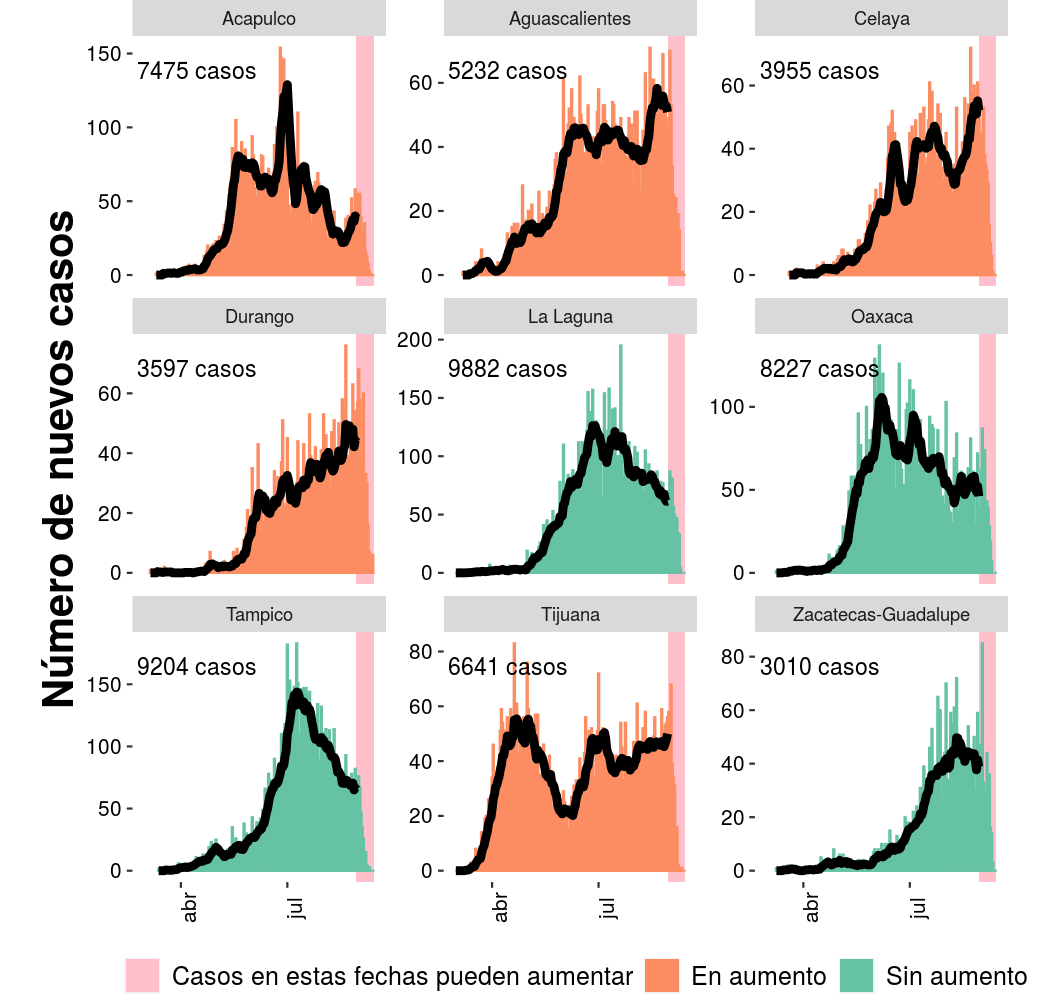 Número de nuevos casos
Acapulco
7475 casos
150
100
50
0
Aguascalientes
5232 casos
60
40
20
0
Celaya
3955 casos
60
40
20
0
Durango
3597 casos
60
40
20
0
La Laguna
9882 casos
200
150
100
50
0
Oaxaca
8227 casos
100
50
0
Tampico
9204 casos
150
100
50
0
abr
jul
Tijuana
6641 casos
80
60
40
20
0
abr
jul
Zacatecas-Guadalupe
3010 casos
80
60
40
20
0
abr
jul
Casos en estas fechas pueden aumentar
En aumento
Sin aumento